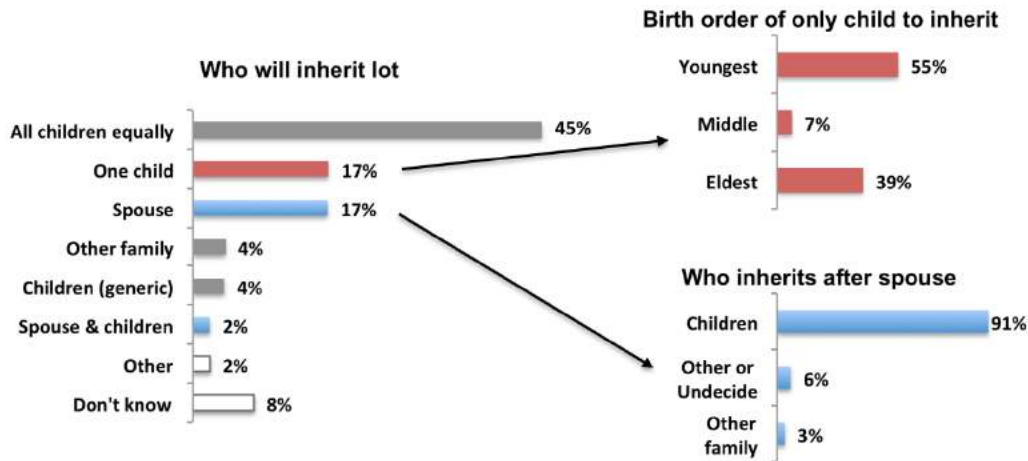 Who will inherit lot
All children equally
45%
One child
17%
Spouse
17%
Other family
4%
Children (generic)
4%
Spouse & children
2%
Other
2%
Don't know
8%
Birth order of only child to inherit
Youngest
55%
Middle
7%
Eldest
39%
Who inherits after spouse
Children
91%
Other or
Undecide
6%
Other
family
3%